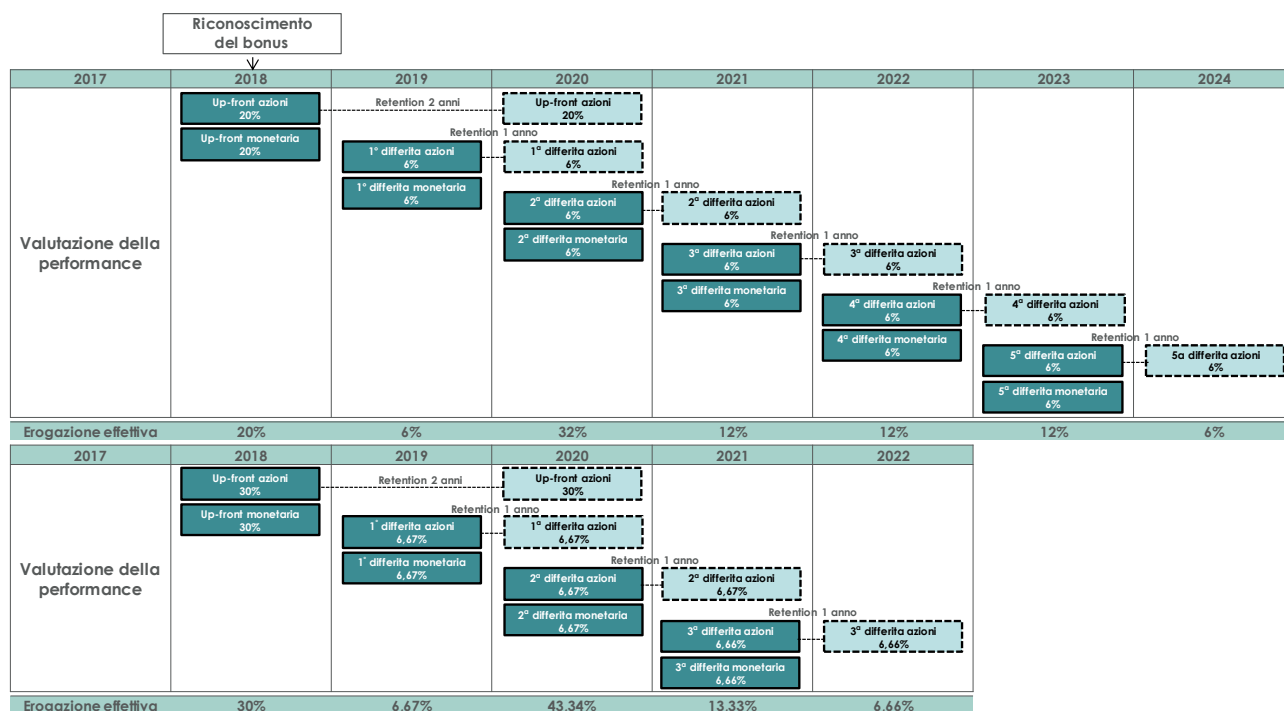 Riconoscimento
del bonus
2017 2018 2019 2020 2021 2022 2023 2024
Up-front azioni
20%
Retention 2 anni
Up-front azioni
20%
Up-front monetaria
20%
Retention 1 anno
1° differita azioni
6%
1ª differita azioni
6%
1° differita monetaria
6%
Retention 1 anno
2ª differita azioni
6%
2ª differita azioni
6%
2ª differita monetaria
6%
Valutazione della
performance
Retention 1 anno
3ª differita azioni
6%
3ª differita azioni
6%
3ª differita monetaria
6%
Retention 1 anno
4ª differita azioni
6%
4ª differita azioni
6%
4ª differita monetaria
6%
Retention 1 anno
5ª differita azioni
6%
5a differita azioni
6%
5ª differita monetaria
6%
Erogazione effettiva 20% 6% 32% 12% 12% 12% 6%
2017 2018 2019 2020 2021 2022
Up-front azioni
30%
Retention 2 anni
Up-front azioni
30%
Up-front monetaria
30%
Retention 1 anno
1° differita azioni
6,67%
1ª differita azioni
6,67%
1° differita monetaria
6,67%
Valutazione della
performance
Retention 1 anno
2ª differita azioni
6,67%
2ª differita azioni
6,67%
2ª differita monetaria
6,67%
Retention 1 anno
3ª differita azioni
6,66%
3ª differita azioni
6,66%
3ª differita monetaria
6,66%
Erogazione effettiva 30% 6,67% 43,34% 13,33% 6,66%